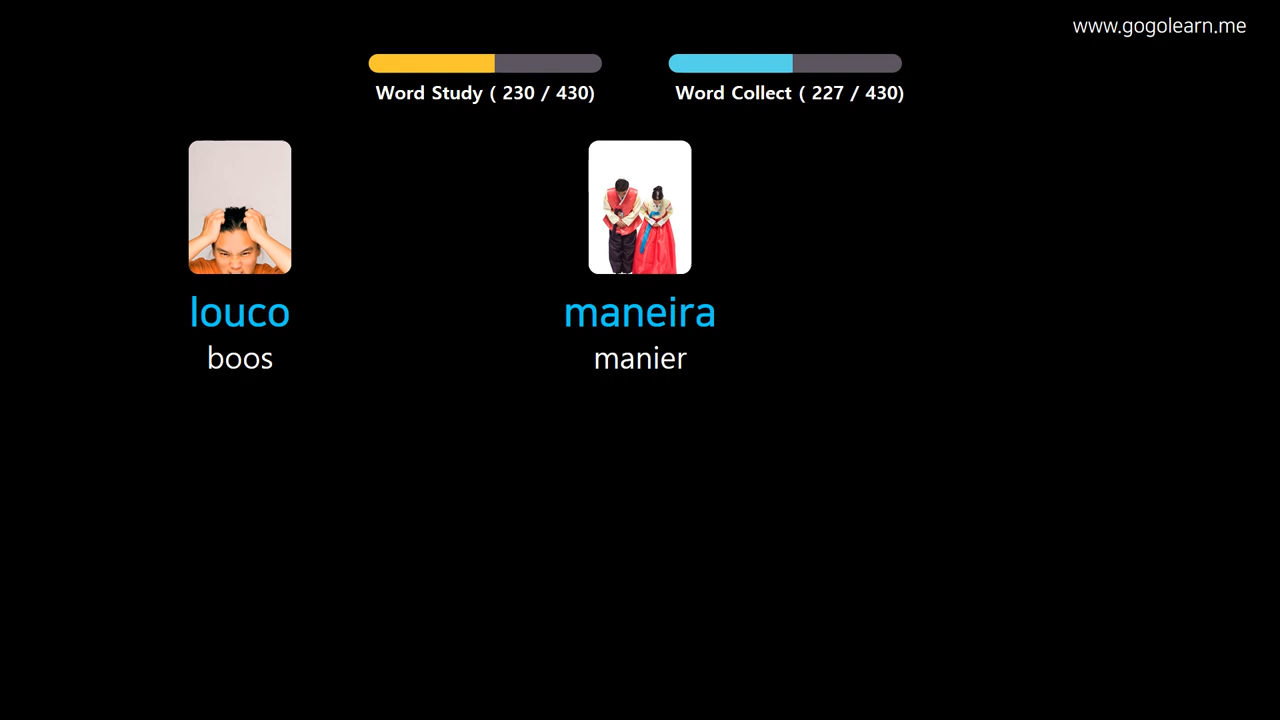 www.gogolearn.me
Word Study ( 230 / 430)
Word Collect ( 227 / 430)
louco
boos
maneira
manier